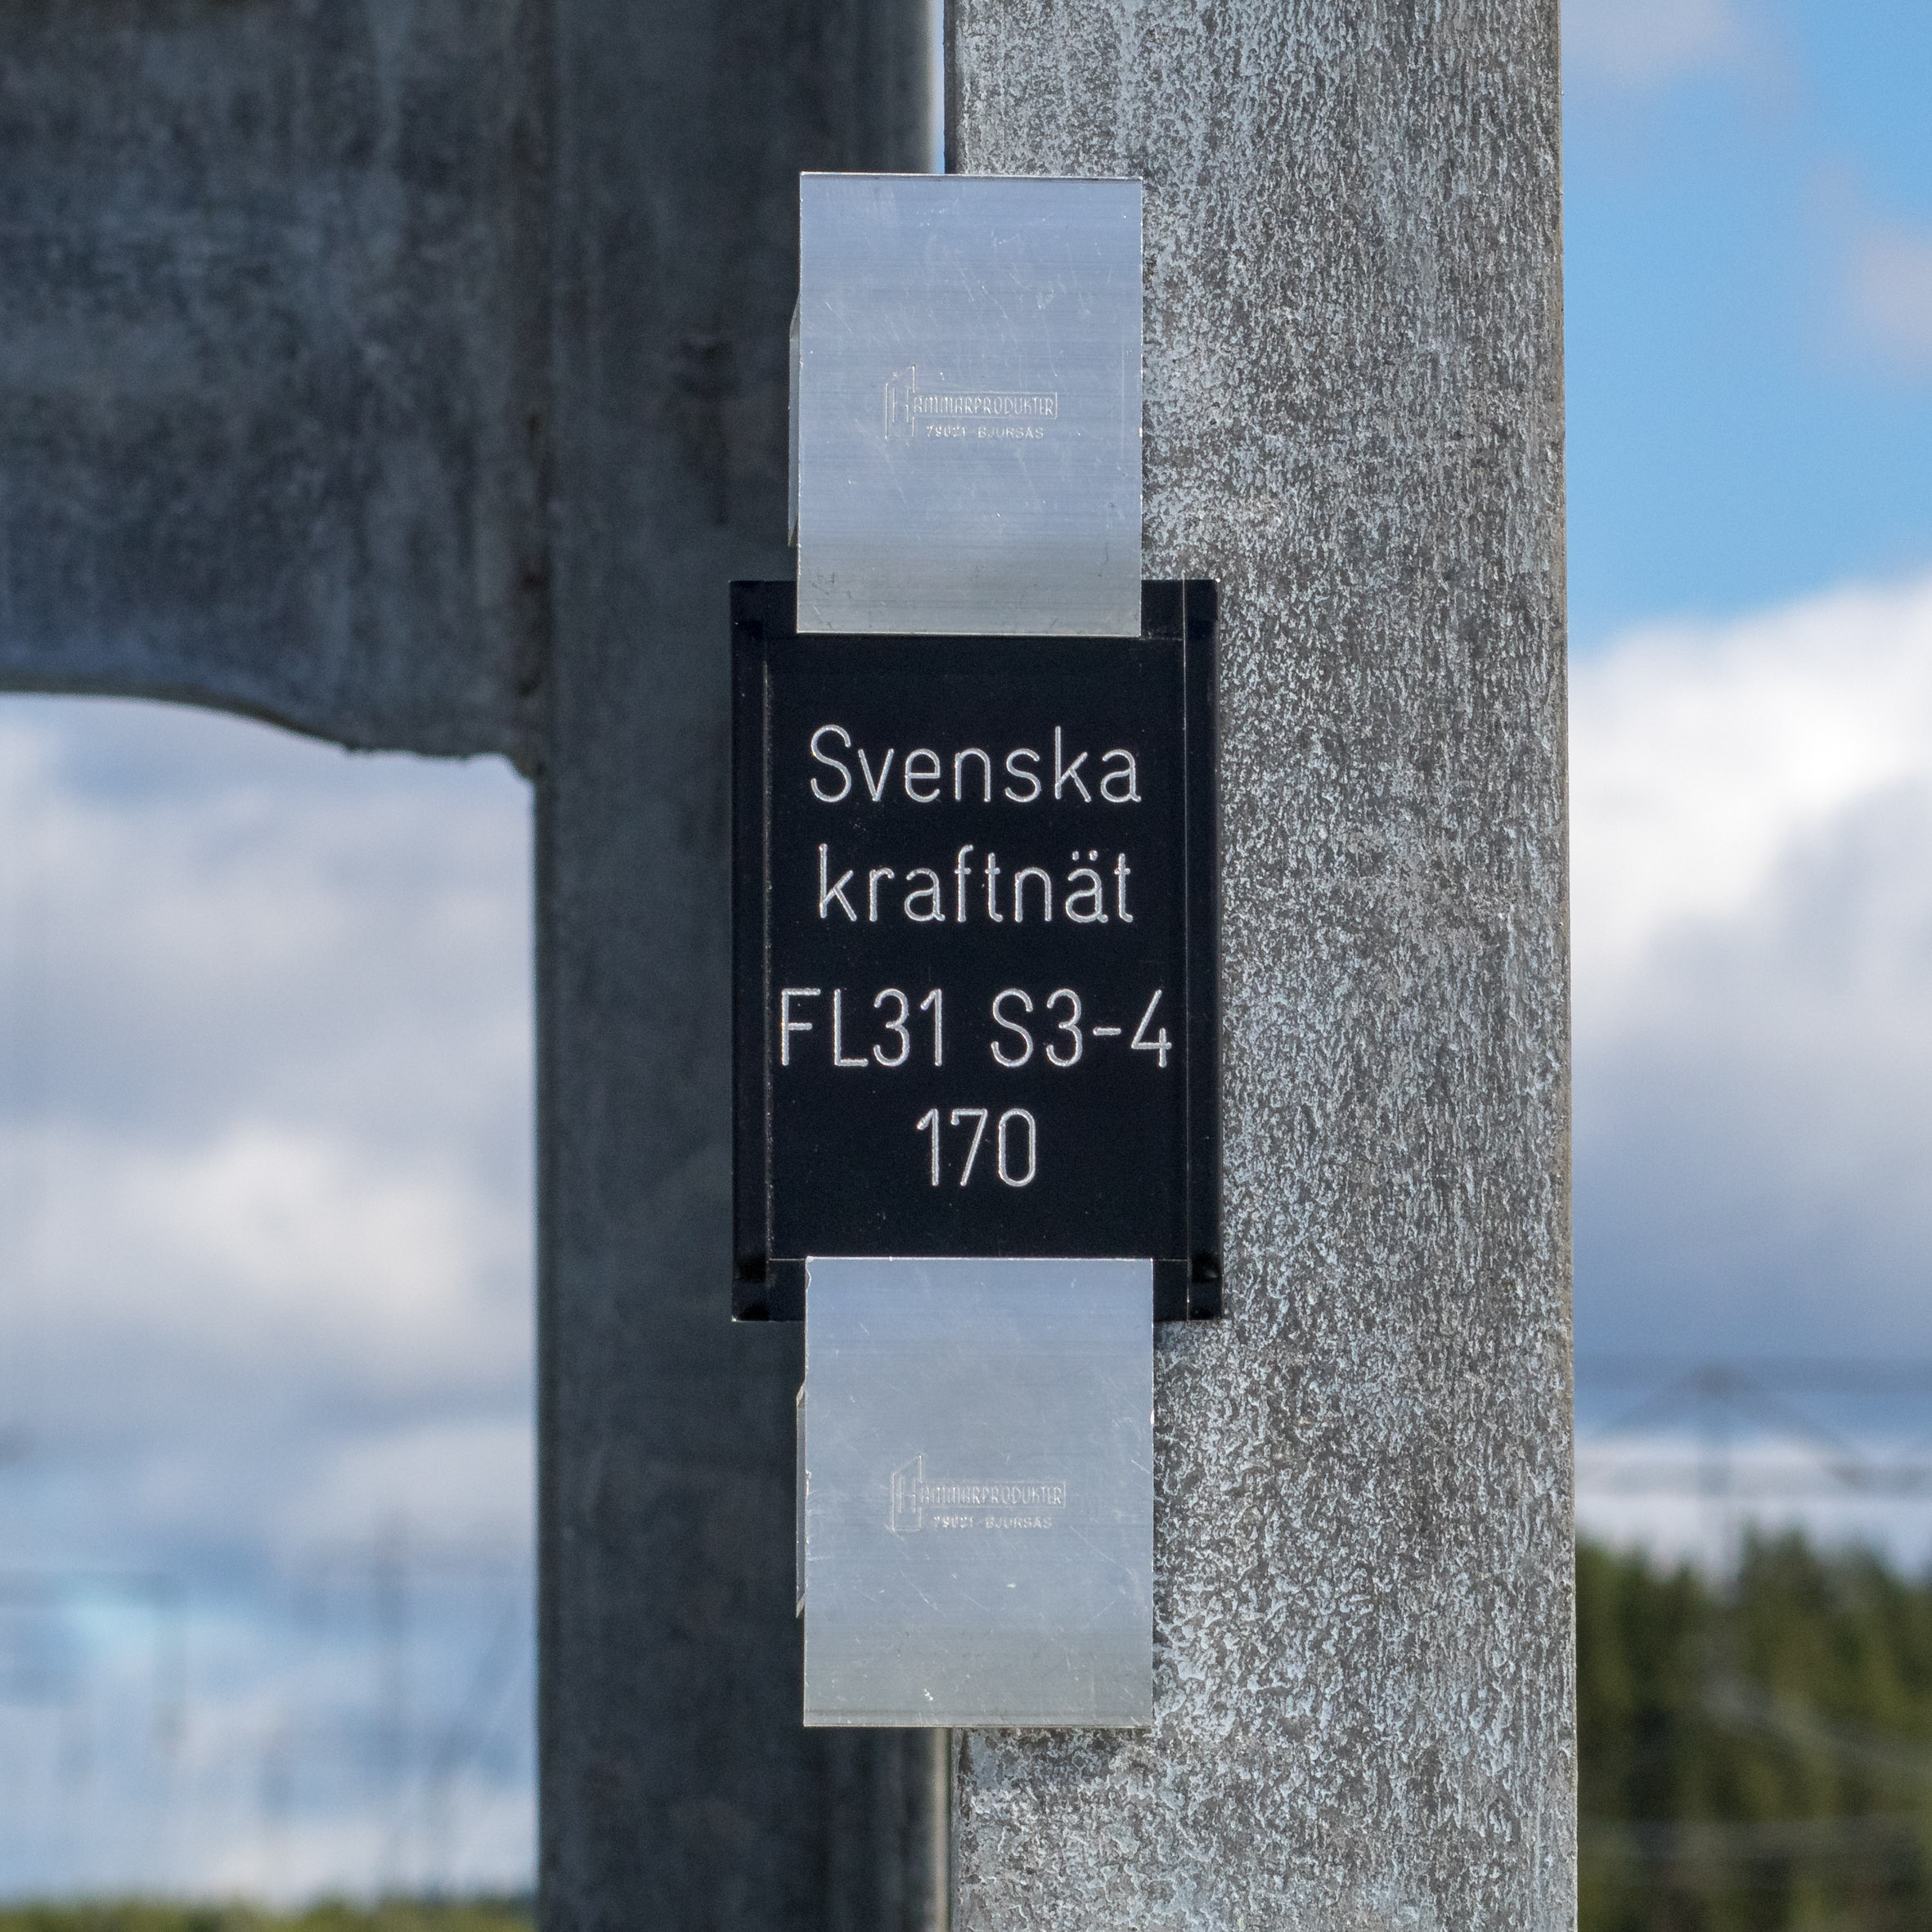 HAMMARPRODUKTER
79021 BJURSÅS
Svenska
kraftnät
FL31 S3-4
170
HAMMARPRODUKTER
79021 BJURSÅS